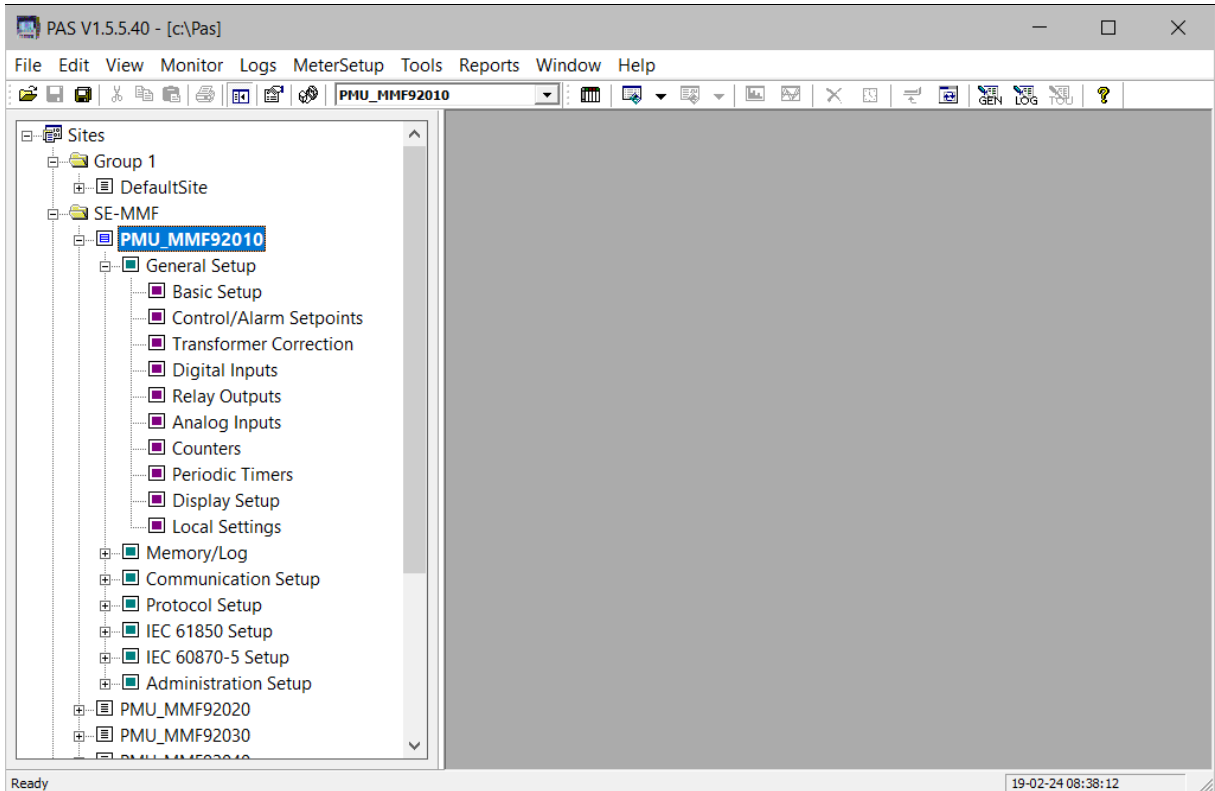 PAS V1.5.5.40 - [c:\Pas]
File Edit View Monitor Logs MeterSetup Tools Reports Window Help
PMU_MMF92010
GEN LOG TOU
Sites
Group 1
DefaultSite
SE-MMF
PMU_MMF92010
General Setup
Basic Setup
Control/Alarm Setpoints
Transformer Correction
Digital Inputs
Relay Outputs
Analog Inputs
Counters
Periodic Timers
Display Setup
Local Settings
Memory/Log
Communication Setup
Protocol Setup
IEC 61850 Setup
IEC 60870-5 Setup
Administration Setup
PMU_MMF92020
PMU_MMF92030
Ready 19-02-24 08:38:12